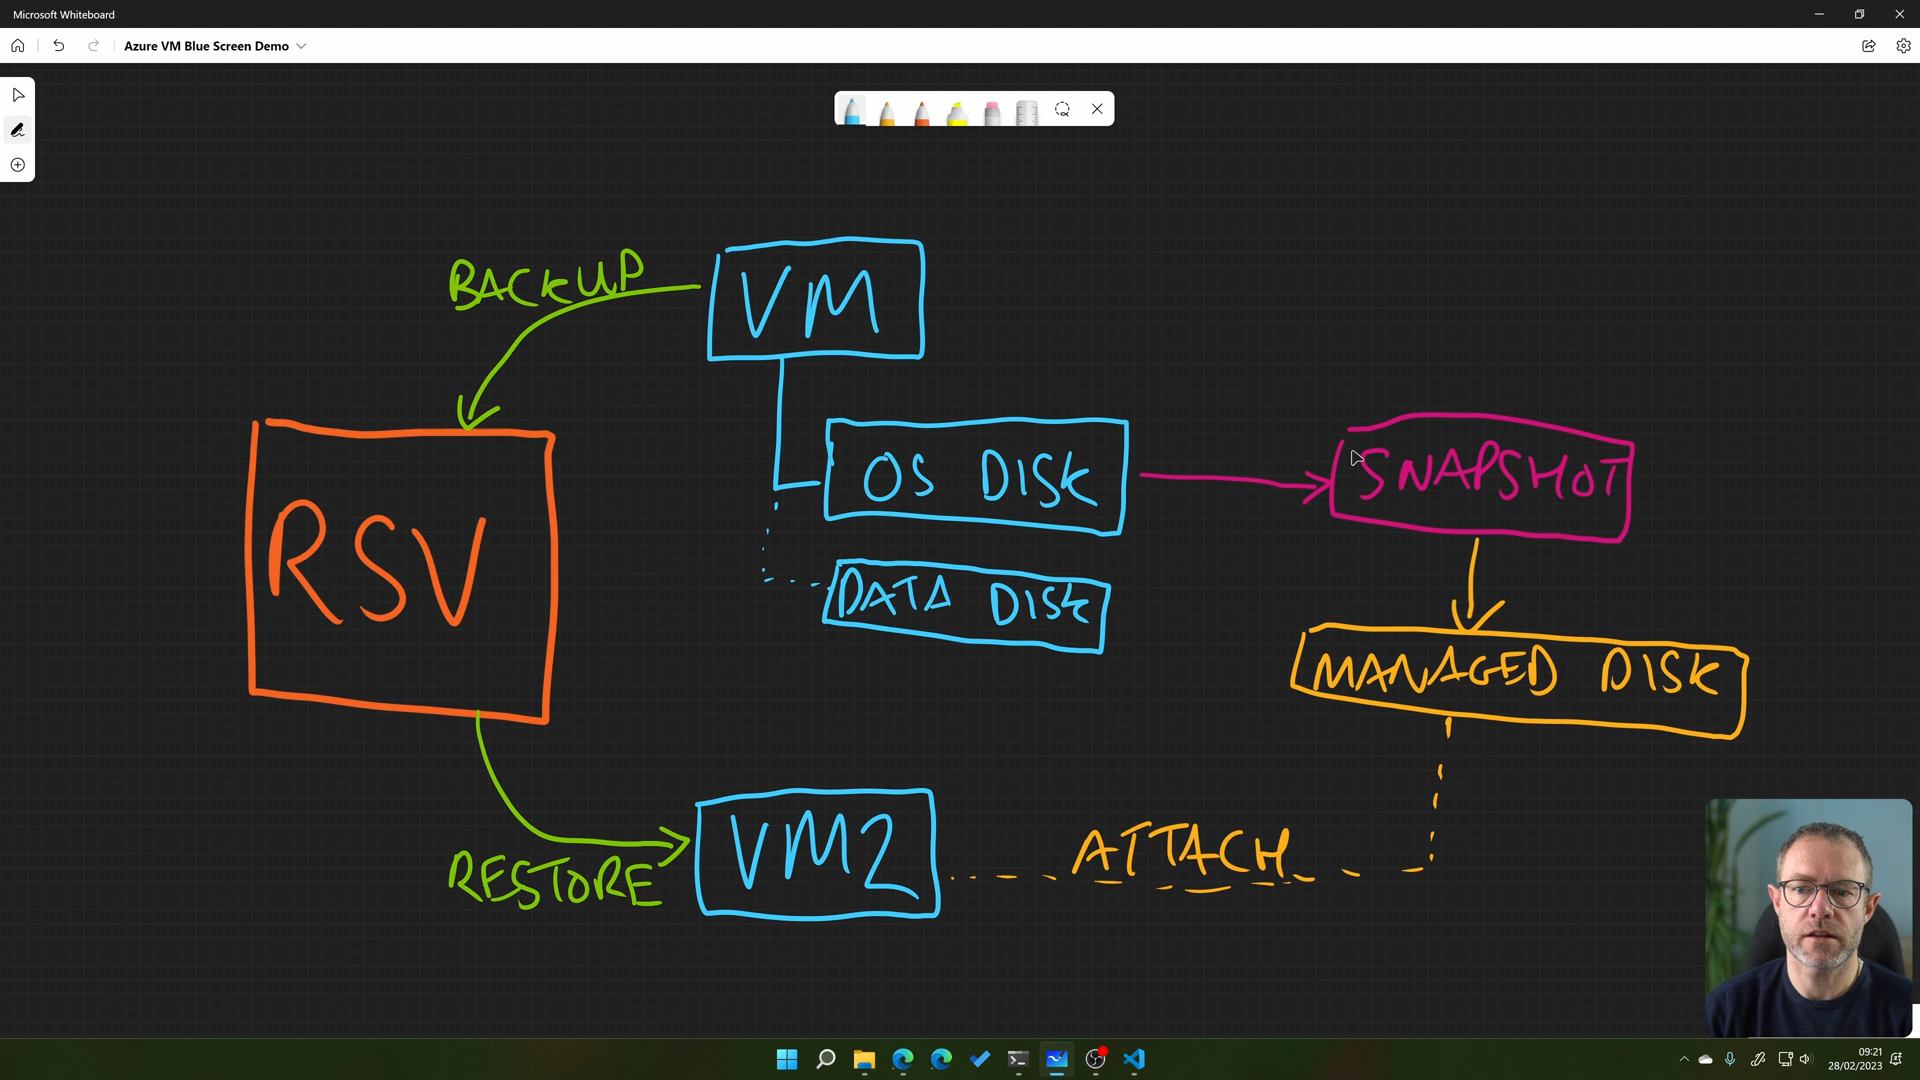 Microsoft Whiteboard
Azure VM Blue Screen Demo
BACKUP
VM
OS DISK
SNAPSHOT
RSV
DATA DISK
MANAGED DISK
VM2
ATTACH
RESTORE
09:21
28/02/2023